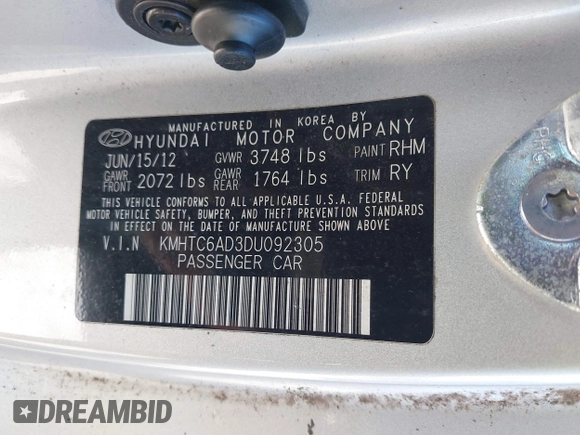 MANUFACTURED IN KOREA BY
HYUNDAI MOTOR COMPANY
JUN/15/12 GVWR 3748 lbs PAINT RHM
GAWR FRONT 2072 lbs GAWR REAR 1764 lbs TRIM RY
THIS VEHICLE CONFORMS TO ALL APPLICABLE U.S.A. FEDERAL
MOTOR VEHICLE SAFETY, BUMPER, AND THEFT PREVENTION STANDARDS
IN EFFECT ON THE DATE OF MANUFACTURE SHOWN ABOVE
V.I.N KMHTC6AD3DU092305
PASSENGER CAR
PHC
DREAMBID